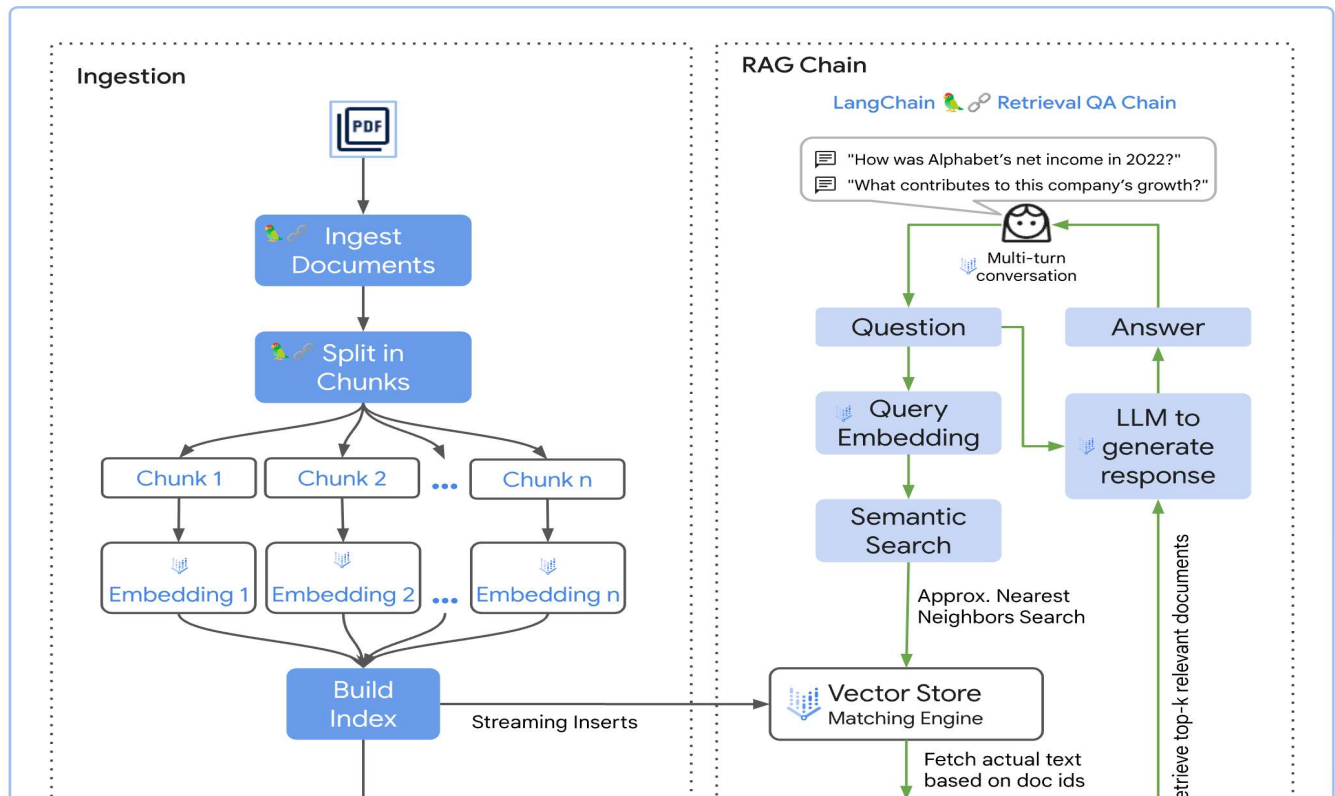 Ingestion
PDF
Ingest
Documents
Split in
Chunks
Chunk 1
Chunk 2
...
Chunk n
Embedding 1
Embedding 2
...
Embedding n
Build
Index
Streaming Inserts
RAG Chain
LangChain 🦜🔗 Retrieval QA Chain
"How was Alphabet's net income in 2022?"
"What contributes to this company's growth?"
Multi-turn
conversation
Question
Answer
Query
Embedding
LLM to
generate
response
Semantic
Search
Approx. Nearest
Neighbors Search
Vector Store
Matching Engine
Fetch actual text
based on doc ids
etrieve top-k relevant documents